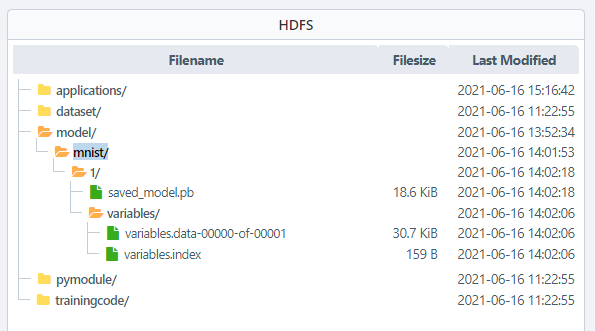 HDFS
Filename Filesize Last Modified
applications/ 2021-06-16 15:16:42
dataset/ 2021-06-16 11:22:55
model/ 2021-06-16 13:52:34
mnist/ 2021-06-16 14:01:53
1/ 2021-06-16 14:02:18
saved_model.pb 18.6 KiB 2021-06-16 14:02:18
variables/ 2021-06-16 14:02:06
variables.data-00000-of-00001 30.7 KiB 2021-06-16 14:02:06
variables.index 159 B 2021-06-16 14:02:06
pymodule/ 2021-06-16 11:22:55
trainingcode/ 2021-06-16 11:22:55